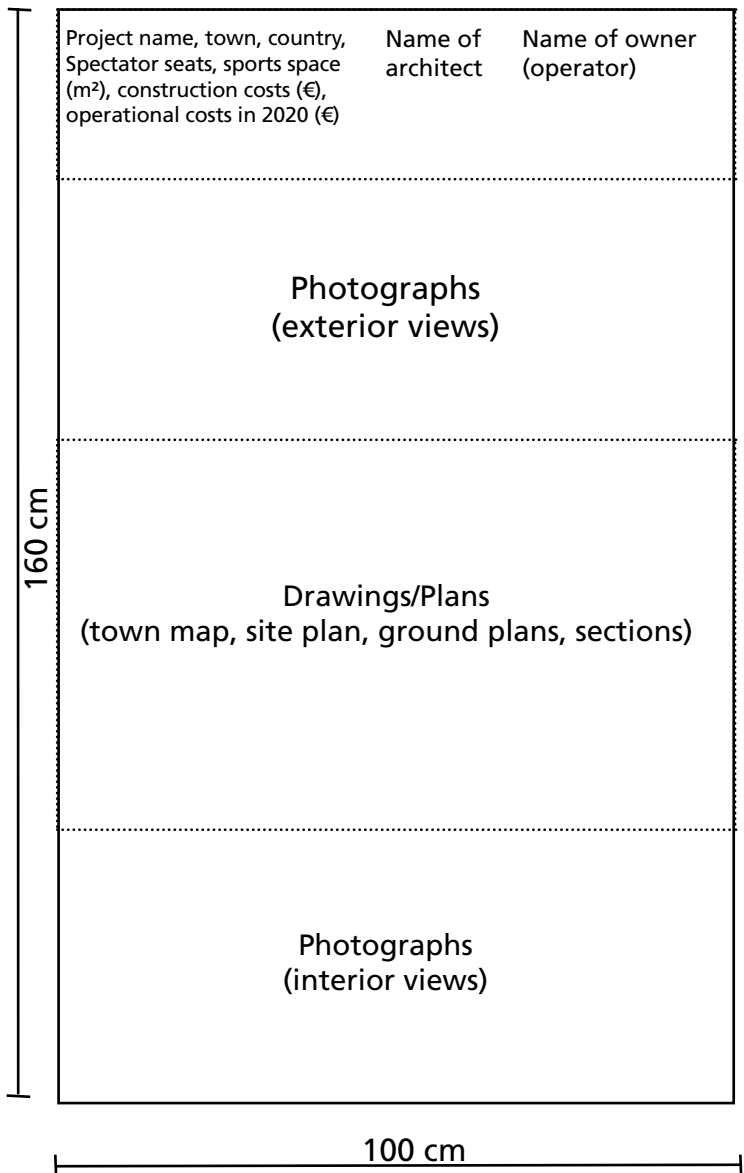 Project name, town, country,
Spectator seats, sports space
(m²), construction costs (€),
operational costs in 2020 (€)
Name of
architect
Name of owner
(operator)
Photographs
(exterior views)
160 cm
Drawings/Plans
(town map, site plan, ground plans, sections)
Photographs
(interior views)
100 cm